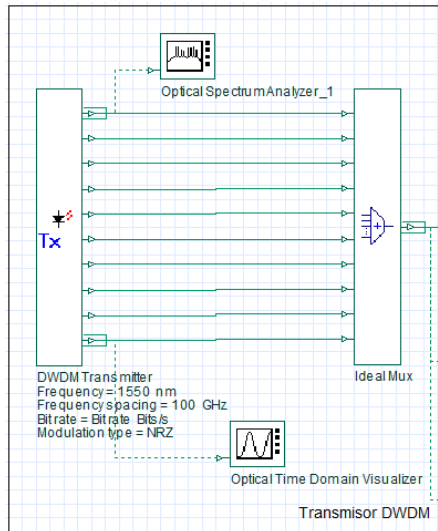 Optical Spectrum Analyzer_1
Tx
DWDM Transmitter
Frequency = 1550 nm
Frequency spacing = 100 GHz
Bitrate = Bitrate Bits/s
Modulation type = NRZ
Ideal Mux
Optical Time Domain Visualizer
Transmisor DWDM